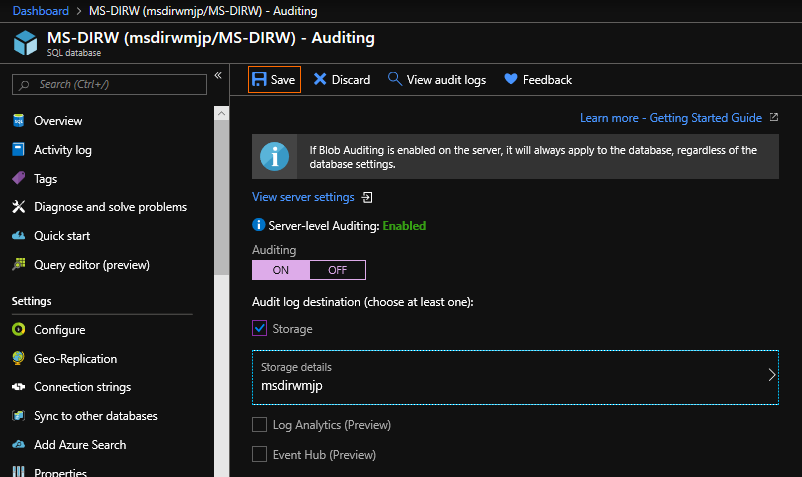 Dashboard > MS-DIRW (msdirwmjp/MS-DIRW) - Auditing
MS-DIRW (msdirwmjp/MS-DIRW) - Auditing
SQL database
Search (Ctrl+/)
«
Overview
Activity log
Tags
Diagnose and solve problems
Quick start
Query editor (preview)
Settings
Configure
Geo-Replication
Connection strings
Sync to other databases
Add Azure Search
Properties
Save Discard View audit logs Feedback
Learn more - Getting Started Guide
If Blob Auditing is enabled on the server, it will always apply to the database, regardless of the
database settings.
View server settings
Server-level Auditing: Enabled
Auditing
ON OFF
Audit log destination (choose at least one):
Storage
Storage details
msdirwmjp
Log Analytics (Preview)
Event Hub (Preview)